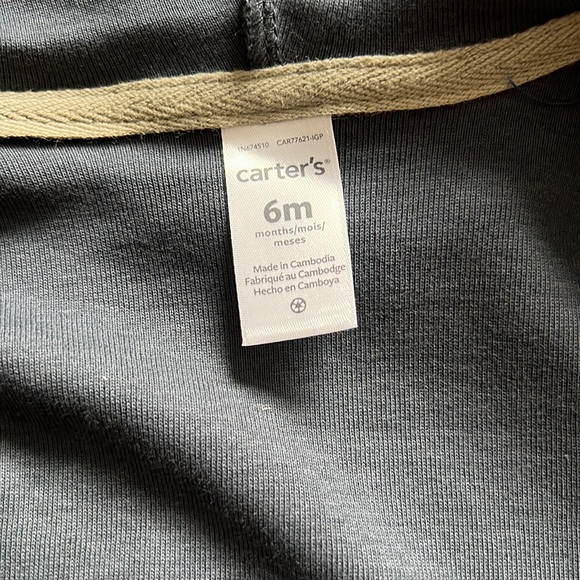 1N674510 CAR77621-IGP
carter's®
6m
months/mois/
meses
Made in Cambodia
Fabriqué au Cambodge
Hecho en Camboya